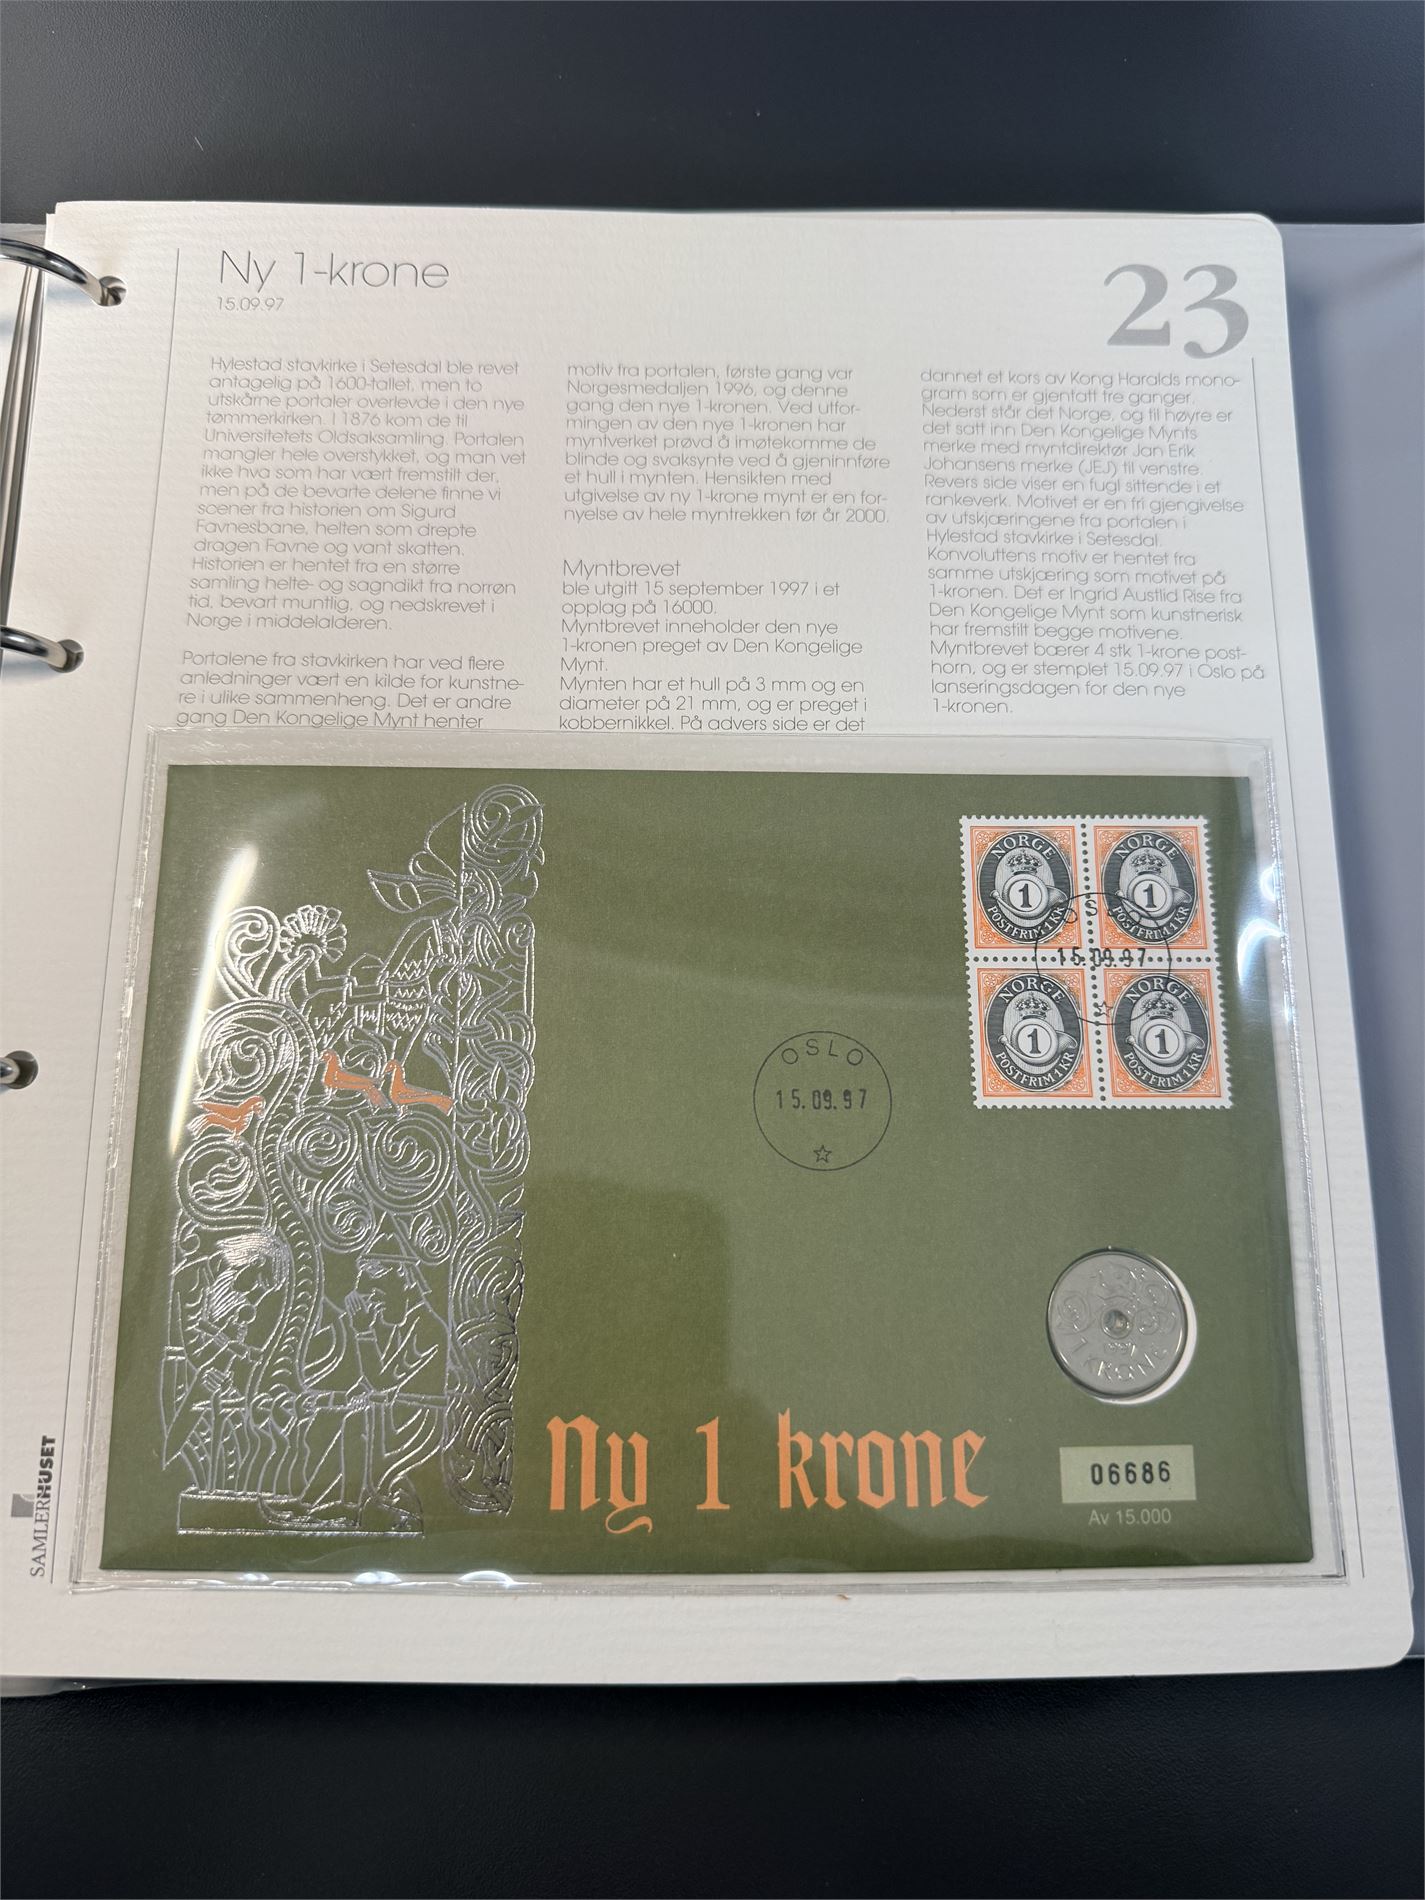 Ny 1-krone
15.09.97
23
Hylestad stavkirke i Setesdal ble revet
antagelig på 1600-tallet, men to
utskårne portaler overlevde i den nye
tømmerkirken. I 1876 kom de til
Universitetets Oldsaksamling. Portalen
mangler hele overstykket, og man vet
ikke hva som har vært fremstilt der,
men på de bevarte delene finne vi
scener fra historien om Sigurd
Favnesbane, helten som drepte
dragen Favne og vant skatten.
Historien er hentet fra en større
samling helte- og sagndikt fra norrøn
tid, bevart muntlig, og nedskrevet i
Norge i middelalderen.
Portalene fra stavkirken har ved flere
anledninger vært en kilde for kunstne-
re i ulike sammenheng. Det er andre
gang Den Kongelige Mynt henter
motiv fra portalen, første gang var
Norgesmedaljen 1996, og denne
gang den nye 1-kronen. Ved utfor-
mingen av den nye 1-kronen har
myntverket prøvd å imøtekomme de
blinde og svaksynte ved å gjeninnføre
et hull i mynten. Hensikten med
utgivelse av ny 1-krone mynt er en for-
nyelse av hele myntrekken før år 2000.
Myntbrevet
ble utgitt 15 september 1997 i et
opplag på 16000.
Myntbrevet inneholder den nye
1-kronen preget av Den Kongelige
Mynt.
Mynten har et hull på 3 mm og en
diameter på 21 mm, og er preget i
kobbernikkel. På advers side er det
dannet et kors av Kong Haralds mono-
gram som er gjentatt tre ganger.
Nederst står det Norge, og til høyre er
det satt inn Den Kongelige Mynts
merke med myntdirektør Jan Erik
Johansens merke (JEJ) til venstre.
Revers side viser en fugl sittende i et
rankeverk. Motivet er en fri gjengivelse
av utskjæringene fra portalen i
Hylestad stavkirke i Setesdal.
Konvoluttens motiv er hentet fra
samme utskjæring som motivet på
1-kronen. Det er Ingrid Austlid Rise fra
Den Kongelige Mynt som kunstnerisk
har fremstilt begge motivene.
Myntbrevet bærer 4 stk 1-krone post-
horn, og er stemplet 15.09.97 i Oslo på
lanseringsdagen for den nye
1-kronen.
NORGE
1
POSTFRIM 1 KR
NORGE
1
POSTFRIM 1 KR
NORGE
1
POSTFRIM 1 KR
NORGE
1
POSTFRIM 1 KR
OSLO
15.09.97
OSLO
15.09.97
1997
1 KRONE
Ny 1 krone
06686
Av 15.000
SAMLERHUSET